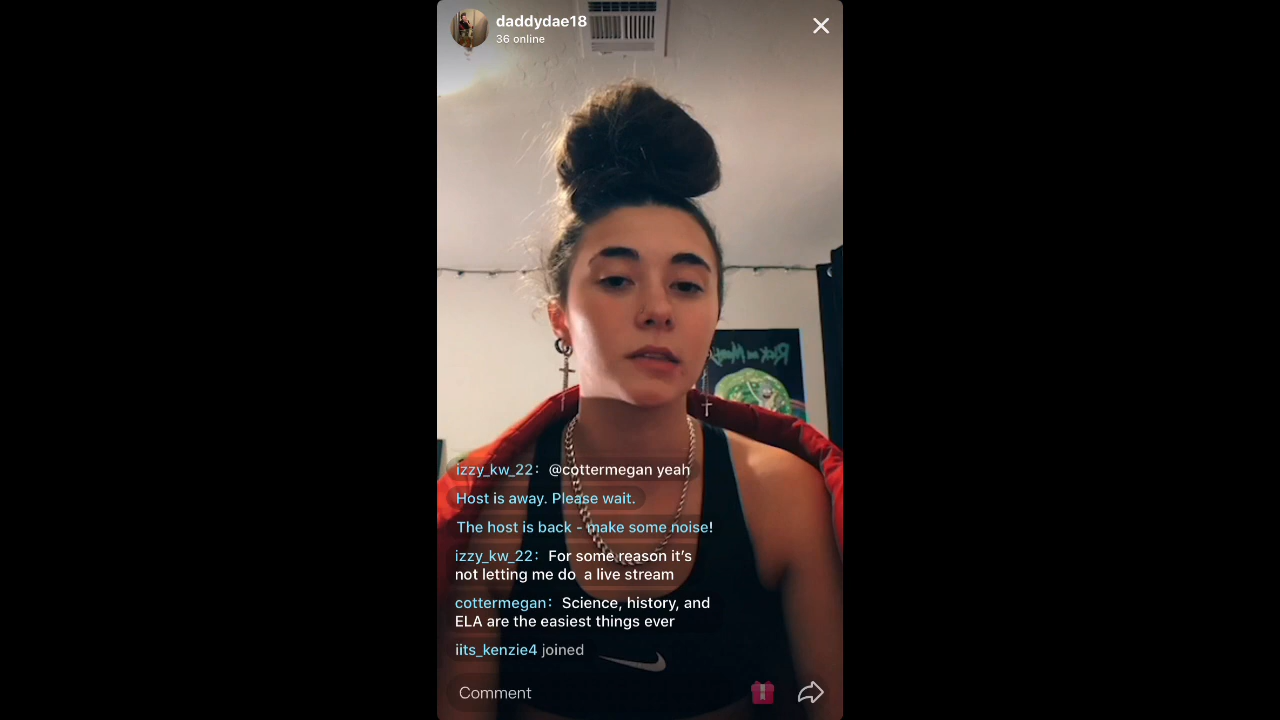 daddydae18
36 online
izzy_kw_22: @cottermegan yeah
Host is away. Please wait.
The host is back - make some noise!
izzy_kw_22: For some reason it’s
not letting me do a live stream
cottermegan: Science, history, and
ELA are the easiest things ever
iits_kenzie4 joined
Comment